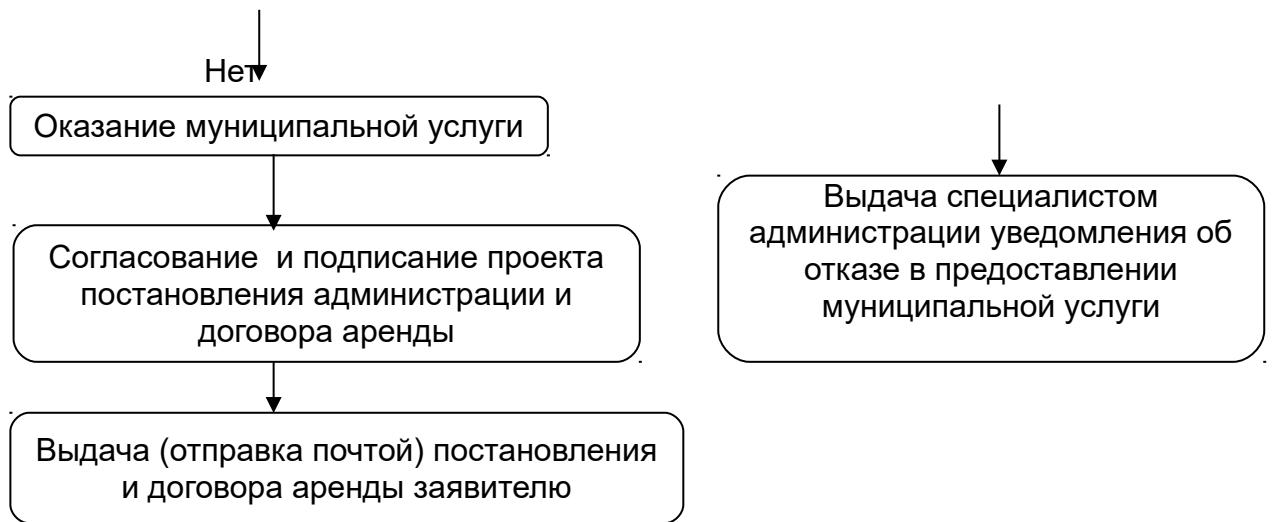 Нет
Оказание муниципальной услуги
Согласование и подписание проекта
постановления администрации и
договора аренды
Выдача (отправка почтой) постановления
и договора аренды заявителю
Выдача специалистом
администрации уведомления об
отказе в предоставлении
муниципальной услуги